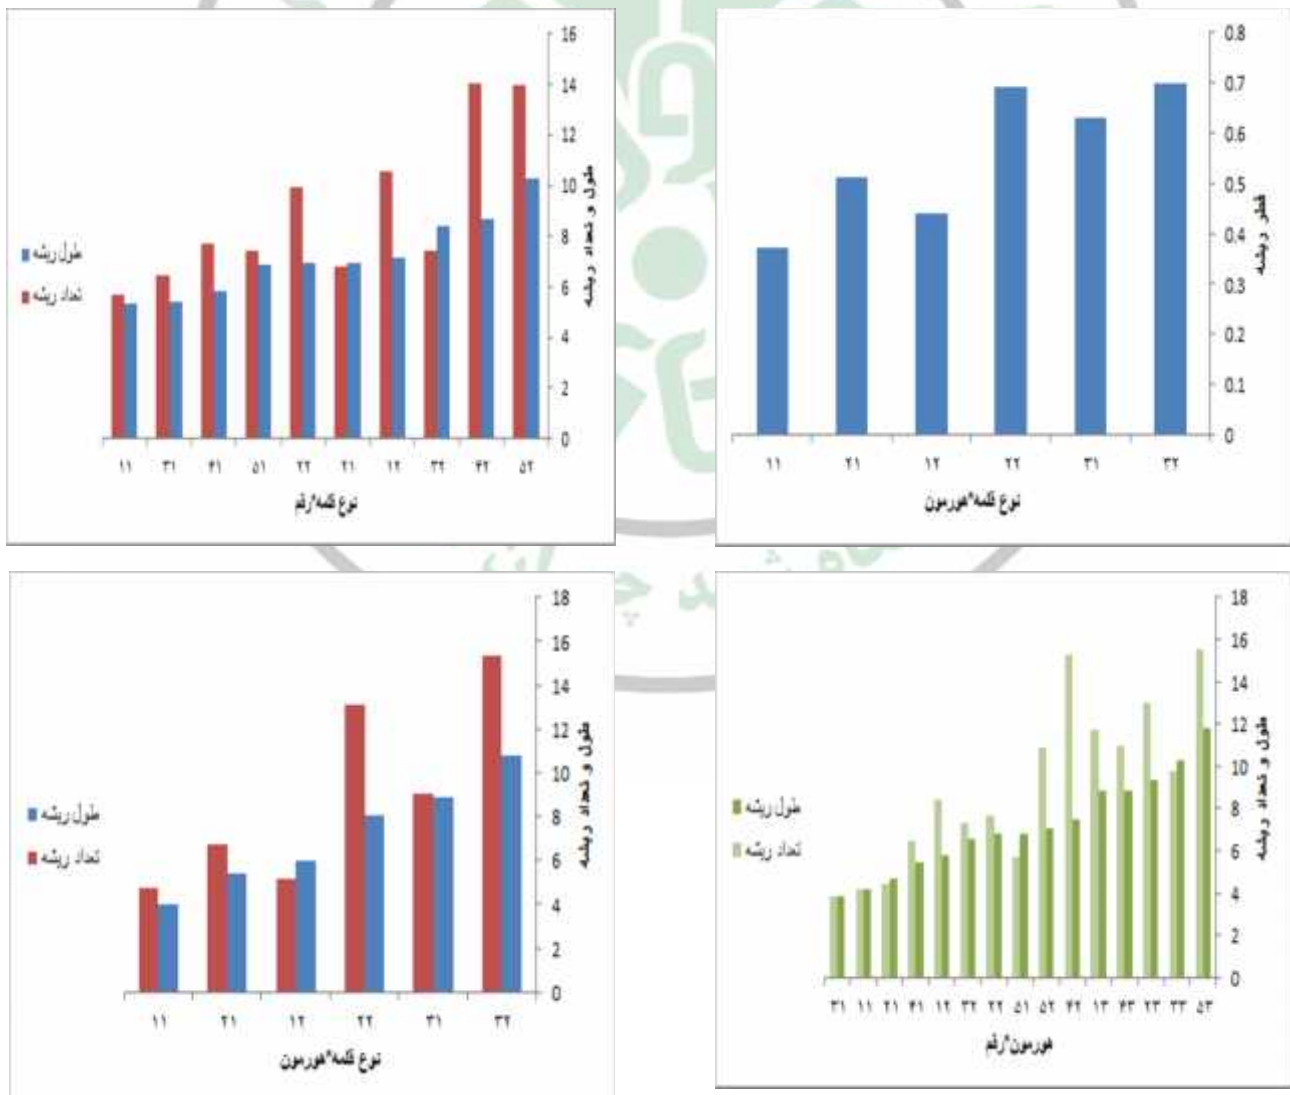 16
14
12
10
8
6
4
2
0
طول و تعداد ریشه
طول ریشه
تعداد ریشه
۱۱ ۳۱ ۴۱ ۵۱ ۲۲ ۲۱ ۱۲ ۳۲ ۴۲ ۵۲
نوع قلمه*رقم
0.8
0.7
0.6
0.5
0.4
0.3
0.2
0.1
0
قطر ریشه
۱۱ ۲۱ ۱۲ ۲۲ ۳۱ ۳۲
نوع قلمه*هورمون
18
16
14
12
10
8
6
4
2
0
طول و تعداد ریشه
طول ریشه
تعداد ریشه
۱۱ ۲۱ ۱۲ ۲۲ ۳۱ ۳۲
نوع قلمه*هورمون
18
16
14
12
10
8
6
4
2
0
طول و تعداد ریشه
طول ریشه
تعداد ریشه
۳۱ ۱۱ ۲۱ ۴۱ ۱۲ ۳۲ ۲۲ ۵۱ ۵۲ ۴۲ ۱۳ ۴۳ ۲۳ ۳۳ ۵۳
هورمون*رقم